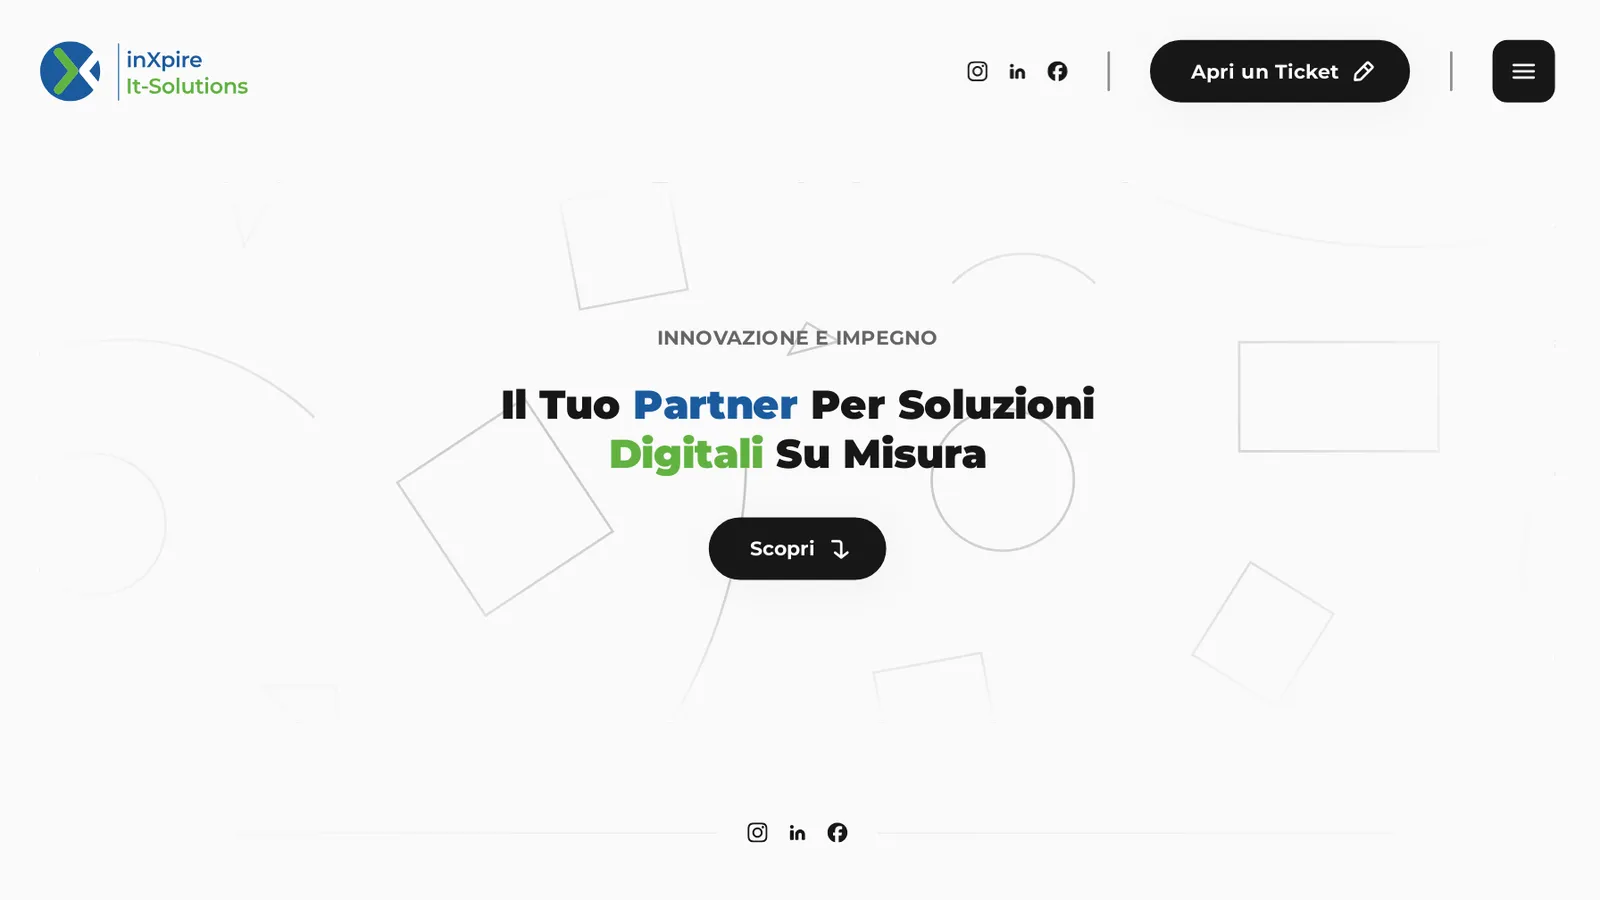 inXpire
It-Solutions
Apri un Ticket
INNOVAZIONE E IMPEGNO
Il Tuo Partner Per Soluzioni
Digitali Su Misura
Scopri